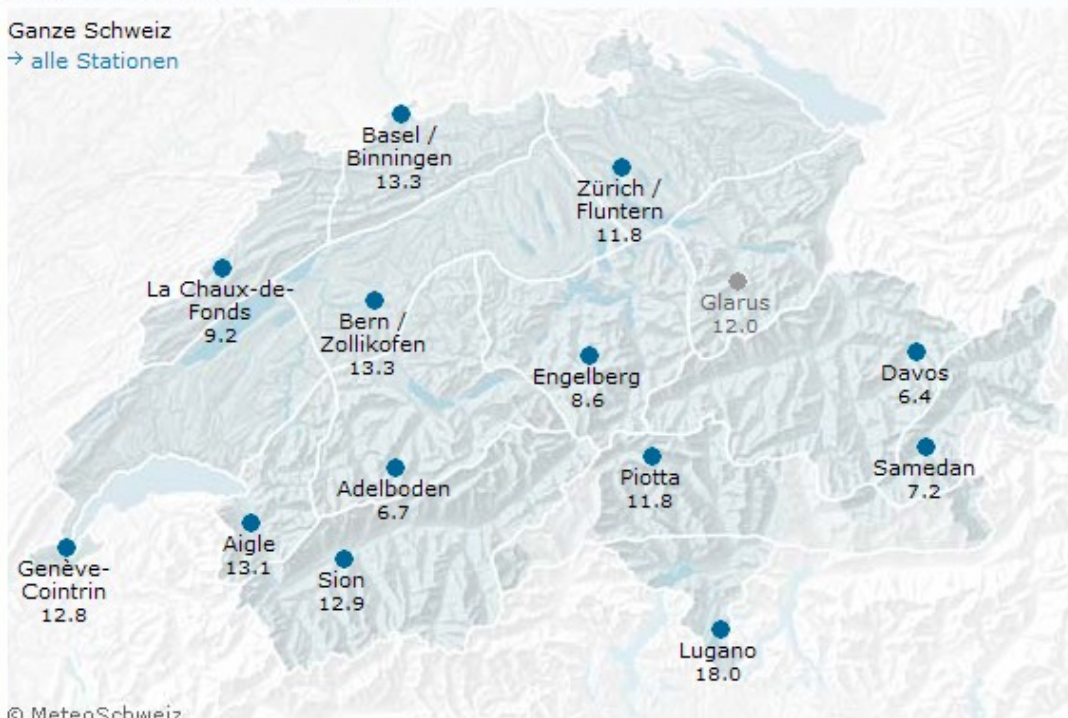 Ganze Schweiz
→ alle Stationen
Basel /
Binningen
13.3
Zürich /
Fluntern
11.8
La Chaux-de-
Fonds
9.2
Bern /
Zollikofen
13.3
Glarus
12.0
Engelberg
8.6
Davos
6.4
Adelboden
6.7
Piotta
11.8
Samedan
7.2
Aigle
13.1
Genève-
Cointrin
12.8
Sion
12.9
Lugano
18.0
© MeteoSchweiz